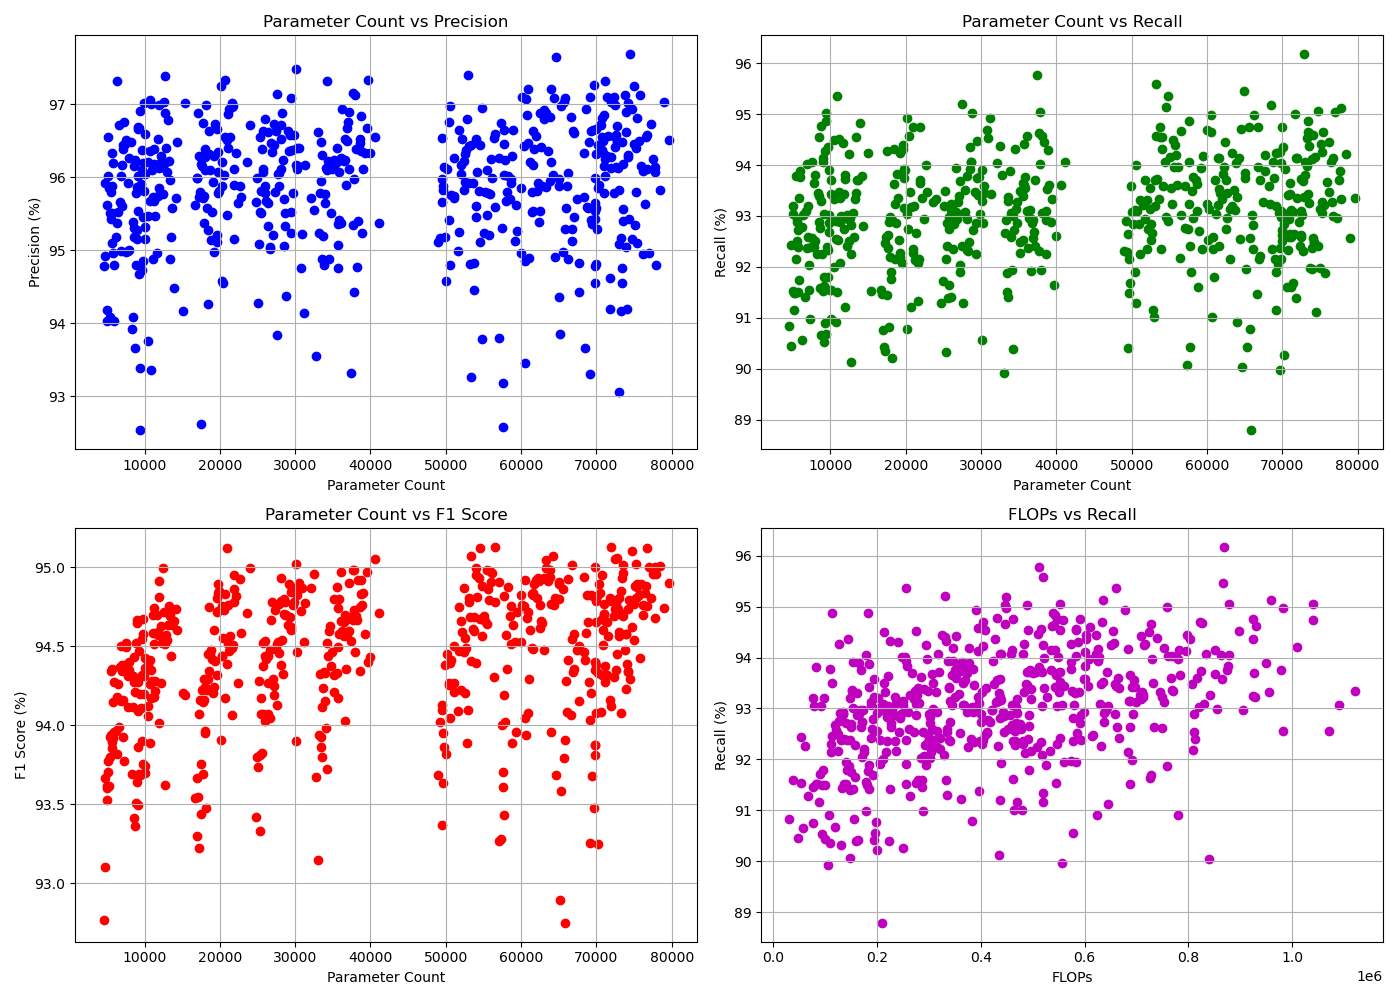 Parameter Count vs Precision
Precision (%)
97
96
95
94
93
10000 20000 30000 40000 50000 60000 70000 80000
Parameter Count
Parameter Count vs Recall
Recall (%)
96
95
94
93
92
91
90
89
10000 20000 30000 40000 50000 60000 70000 80000
Parameter Count
Parameter Count vs F1 Score
F1 Score (%)
95.0
94.5
94.0
93.5
93.0
10000 20000 30000 40000 50000 60000 70000 80000
Parameter Count
FLOPs vs Recall
Recall (%)
96
95
94
93
92
91
90
89
0.0 0.2 0.4 0.6 0.8 1.0
1e6
FLOPs